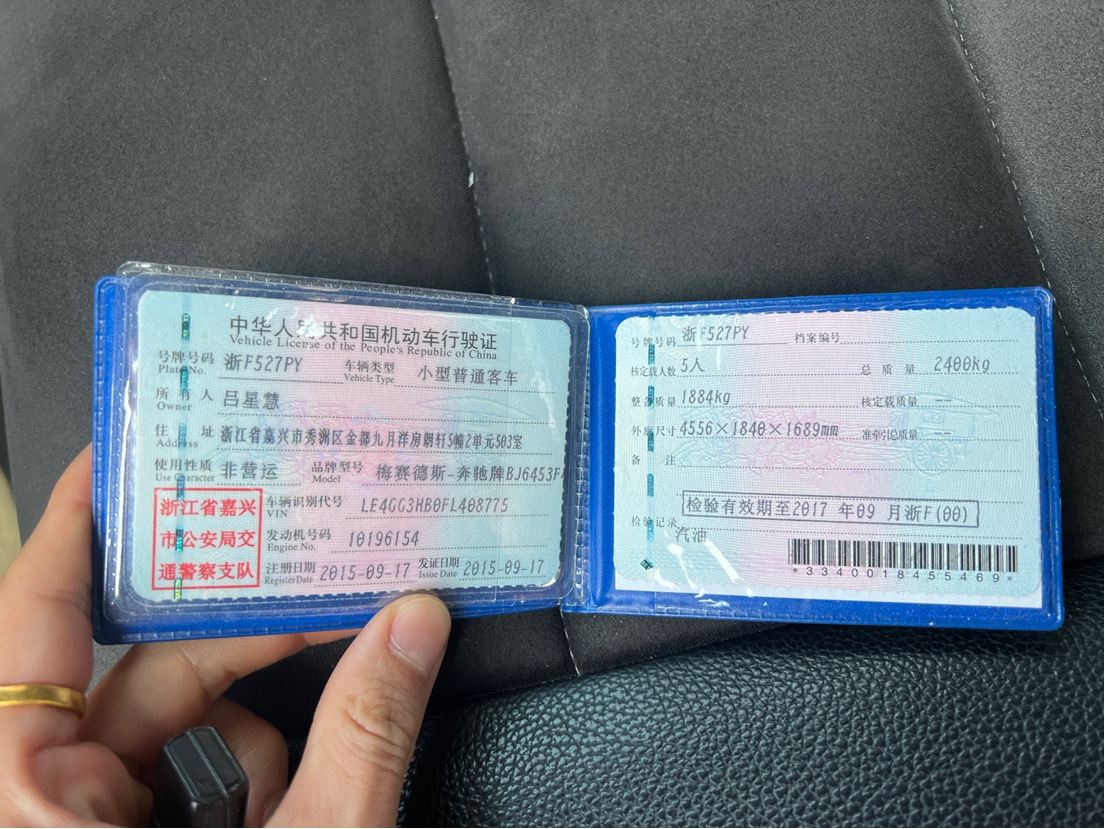 中华人民共和国机动车行驶证
Vehicle License of the People's Republic of China
号牌号码 浙F527PY 车辆类型 小型普通客车
Plate No. Vehicle Type
所有人 吕星慧
Owner
住址 浙江省嘉兴市秀洲区金都九月洋房朗轩5幢2单元503室
Address
使用性质 非营运 品牌型号 梅赛德斯-奔驰牌BJ6453F
Use Character Model
浙江省嘉兴
市公安局交
通警察支队
车辆识别代号 LE4GG3HB0FL408775
VIN
发动机号码 10196154
Engine No.
注册日期 2015-09-17 发证日期 2015-09-17
Register Date Issue Date
号牌号码 浙F527PY 档案编号
核定载人数 5人 总质量 2400kg
整备质量 1884kg 核定载质量 --
外廓尺寸 4556×1840×1689mm 准牵引总质量 --
备注
检验有效期至2017 年09 月浙F(00)
检验记录
汽油
*3340018455469*